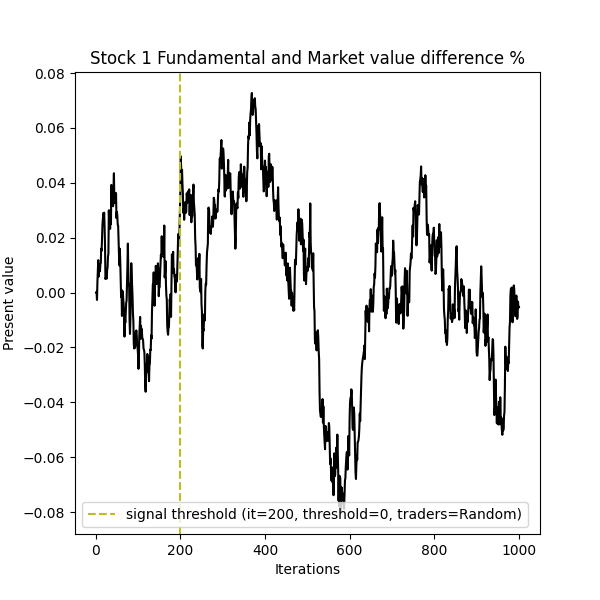 Stock 1 Fundamental and Market value difference %
Present value
0.08
0.06
0.04
0.02
0.00
−0.02
−0.04
−0.06
−0.08
signal threshold (it=200, threshold=0, traders=Random)
0 200 400 600 800 1000
Iterations